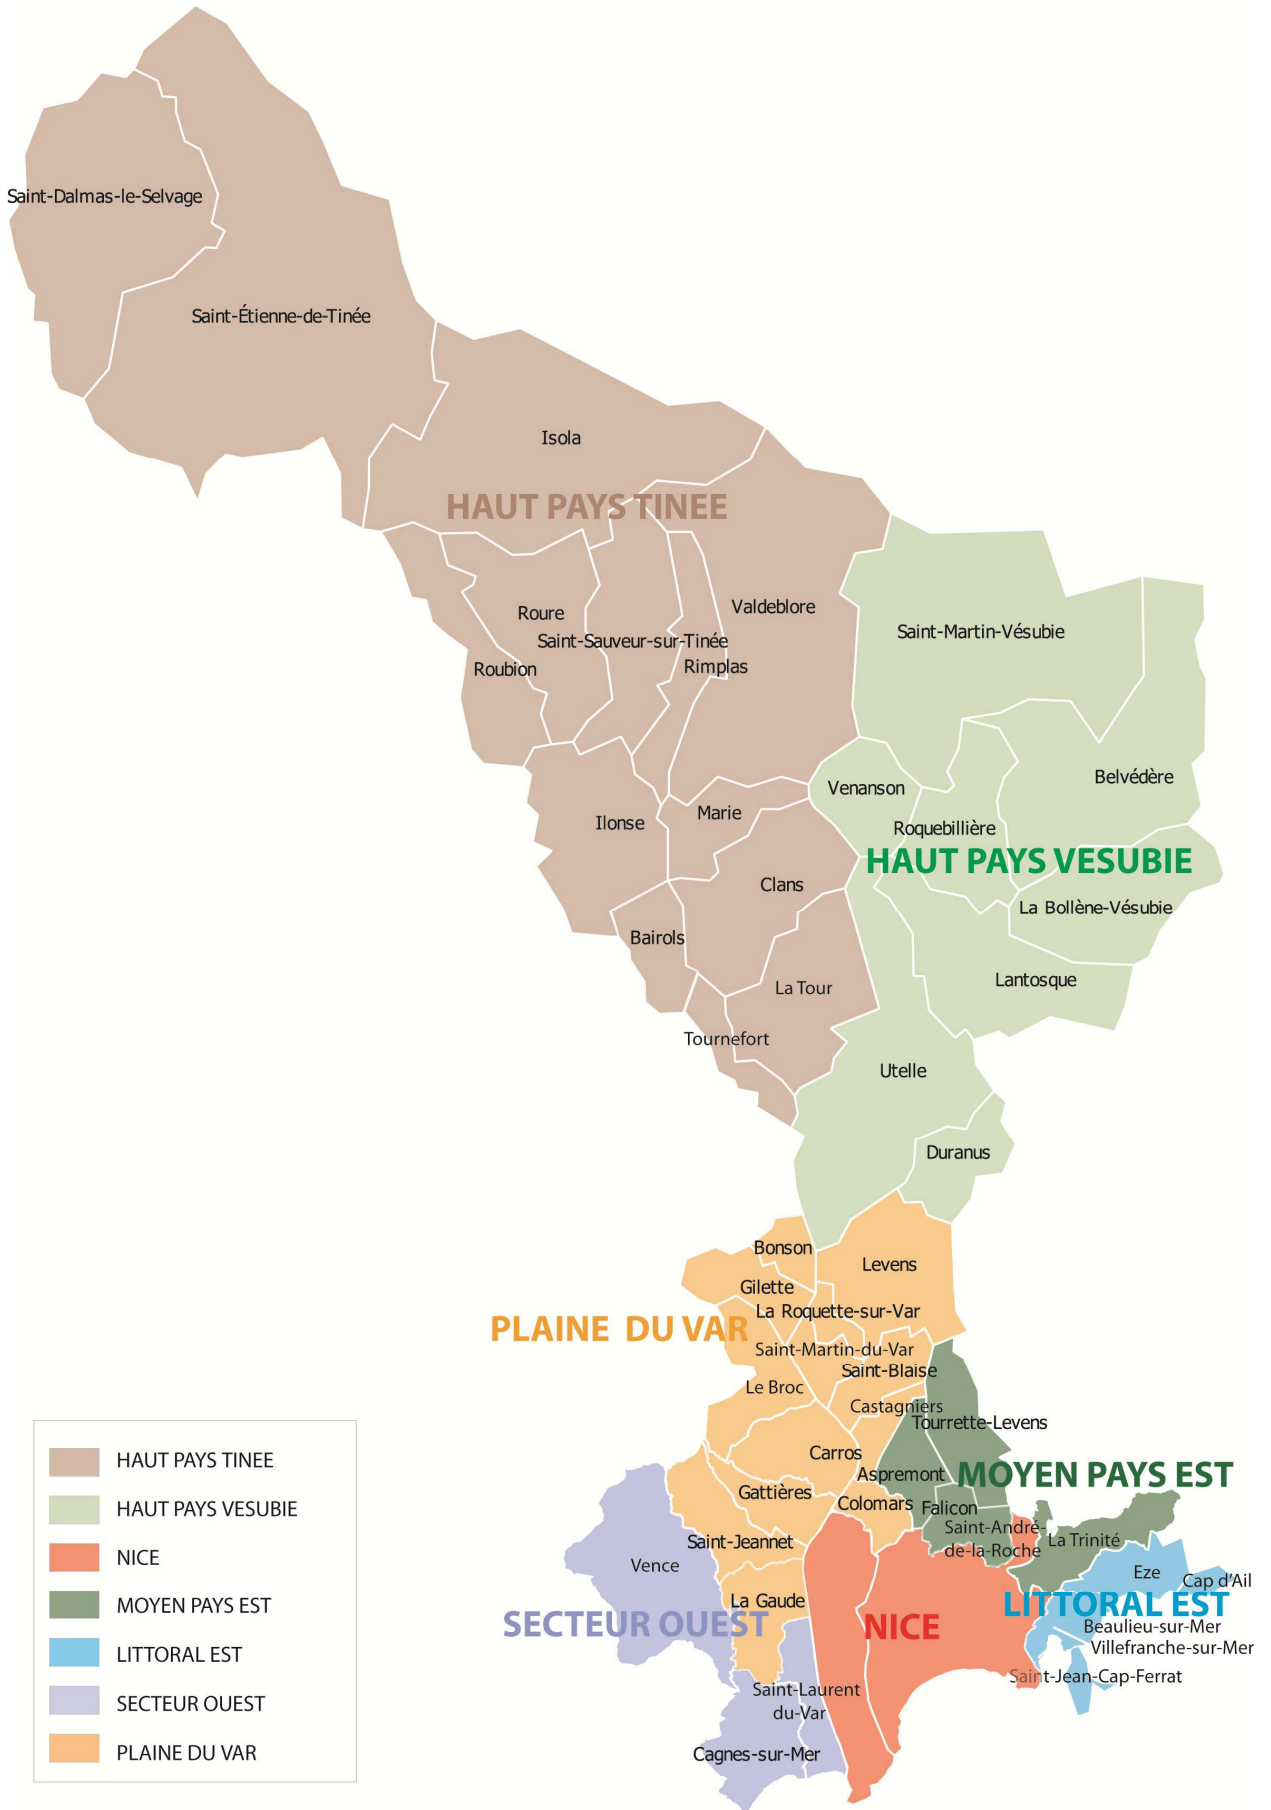 Saint-Dalmas-le-Selvage
Saint-Étienne-de-Tinée
Isola
HAUT PAYS TINEE
Valdeblore
Roure
Saint-Martin-Vésubie
Saint-Sauveur-sur-Tinée
Roubion
Rimplas
Belvédère
Venanson
Marie
Ilonse
Roquebillière
HAUT PAYS VESUBIE
Clans
La Bollène-Vésubie
Bairols
Lantosque
La Tour
Tournefort
Utelle
Duranus
Bonson
Levens
Gilette
La Roquette-sur-Var
PLAINE DU VAR
Saint-Martin-du-Var
Saint-Blaise
Le Broc
Castagniers
Tourrette-Levens
Carros
Aspremont
MOYEN PAYS EST
Gattières
Colomars
Falicon
Saint-André-
de-la-Roche
La Trinité
Saint-Jeannet
Vence
Eze
Cap d'Ail
La Gaude
LITTORAL EST
SECTEUR OUEST
NICE
Beaulieu-sur-Mer
Villefranche-sur-Mer
Saint-Jean-Cap-Ferrat
Saint-Laurent
du-Var
Cagnes-sur-Mer
HAUT PAYS TINEE
HAUT PAYS VESUBIE
NICE
MOYEN PAYS EST
LITTORAL EST
SECTEUR OUEST
PLAINE DU VAR